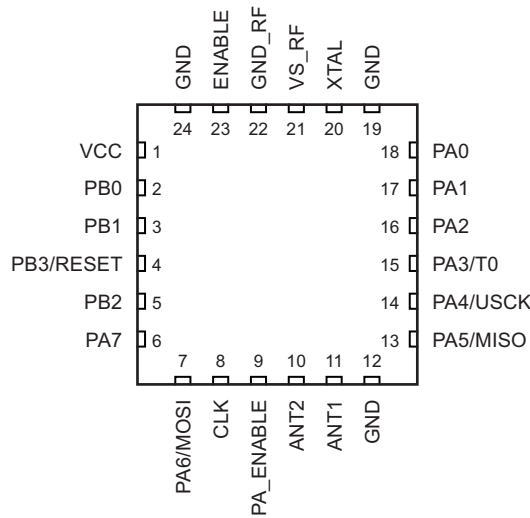 GND
ENABLE
GND_RF
VS_RF
XTAL
GND
24 23 22 21 20 19
VCC 1 18 PA0
PB0 2 17 PA1
PB1 3 16 PA2
PB3/RESET 4 15 PA3/T0
PB2 5 14 PA4/USCK
PA7 6 13 PA5/MISO
7 8 9 10 11 12
PA6/MOSI
CLK
PA_ENABLE
ANT2
ANT1
GND